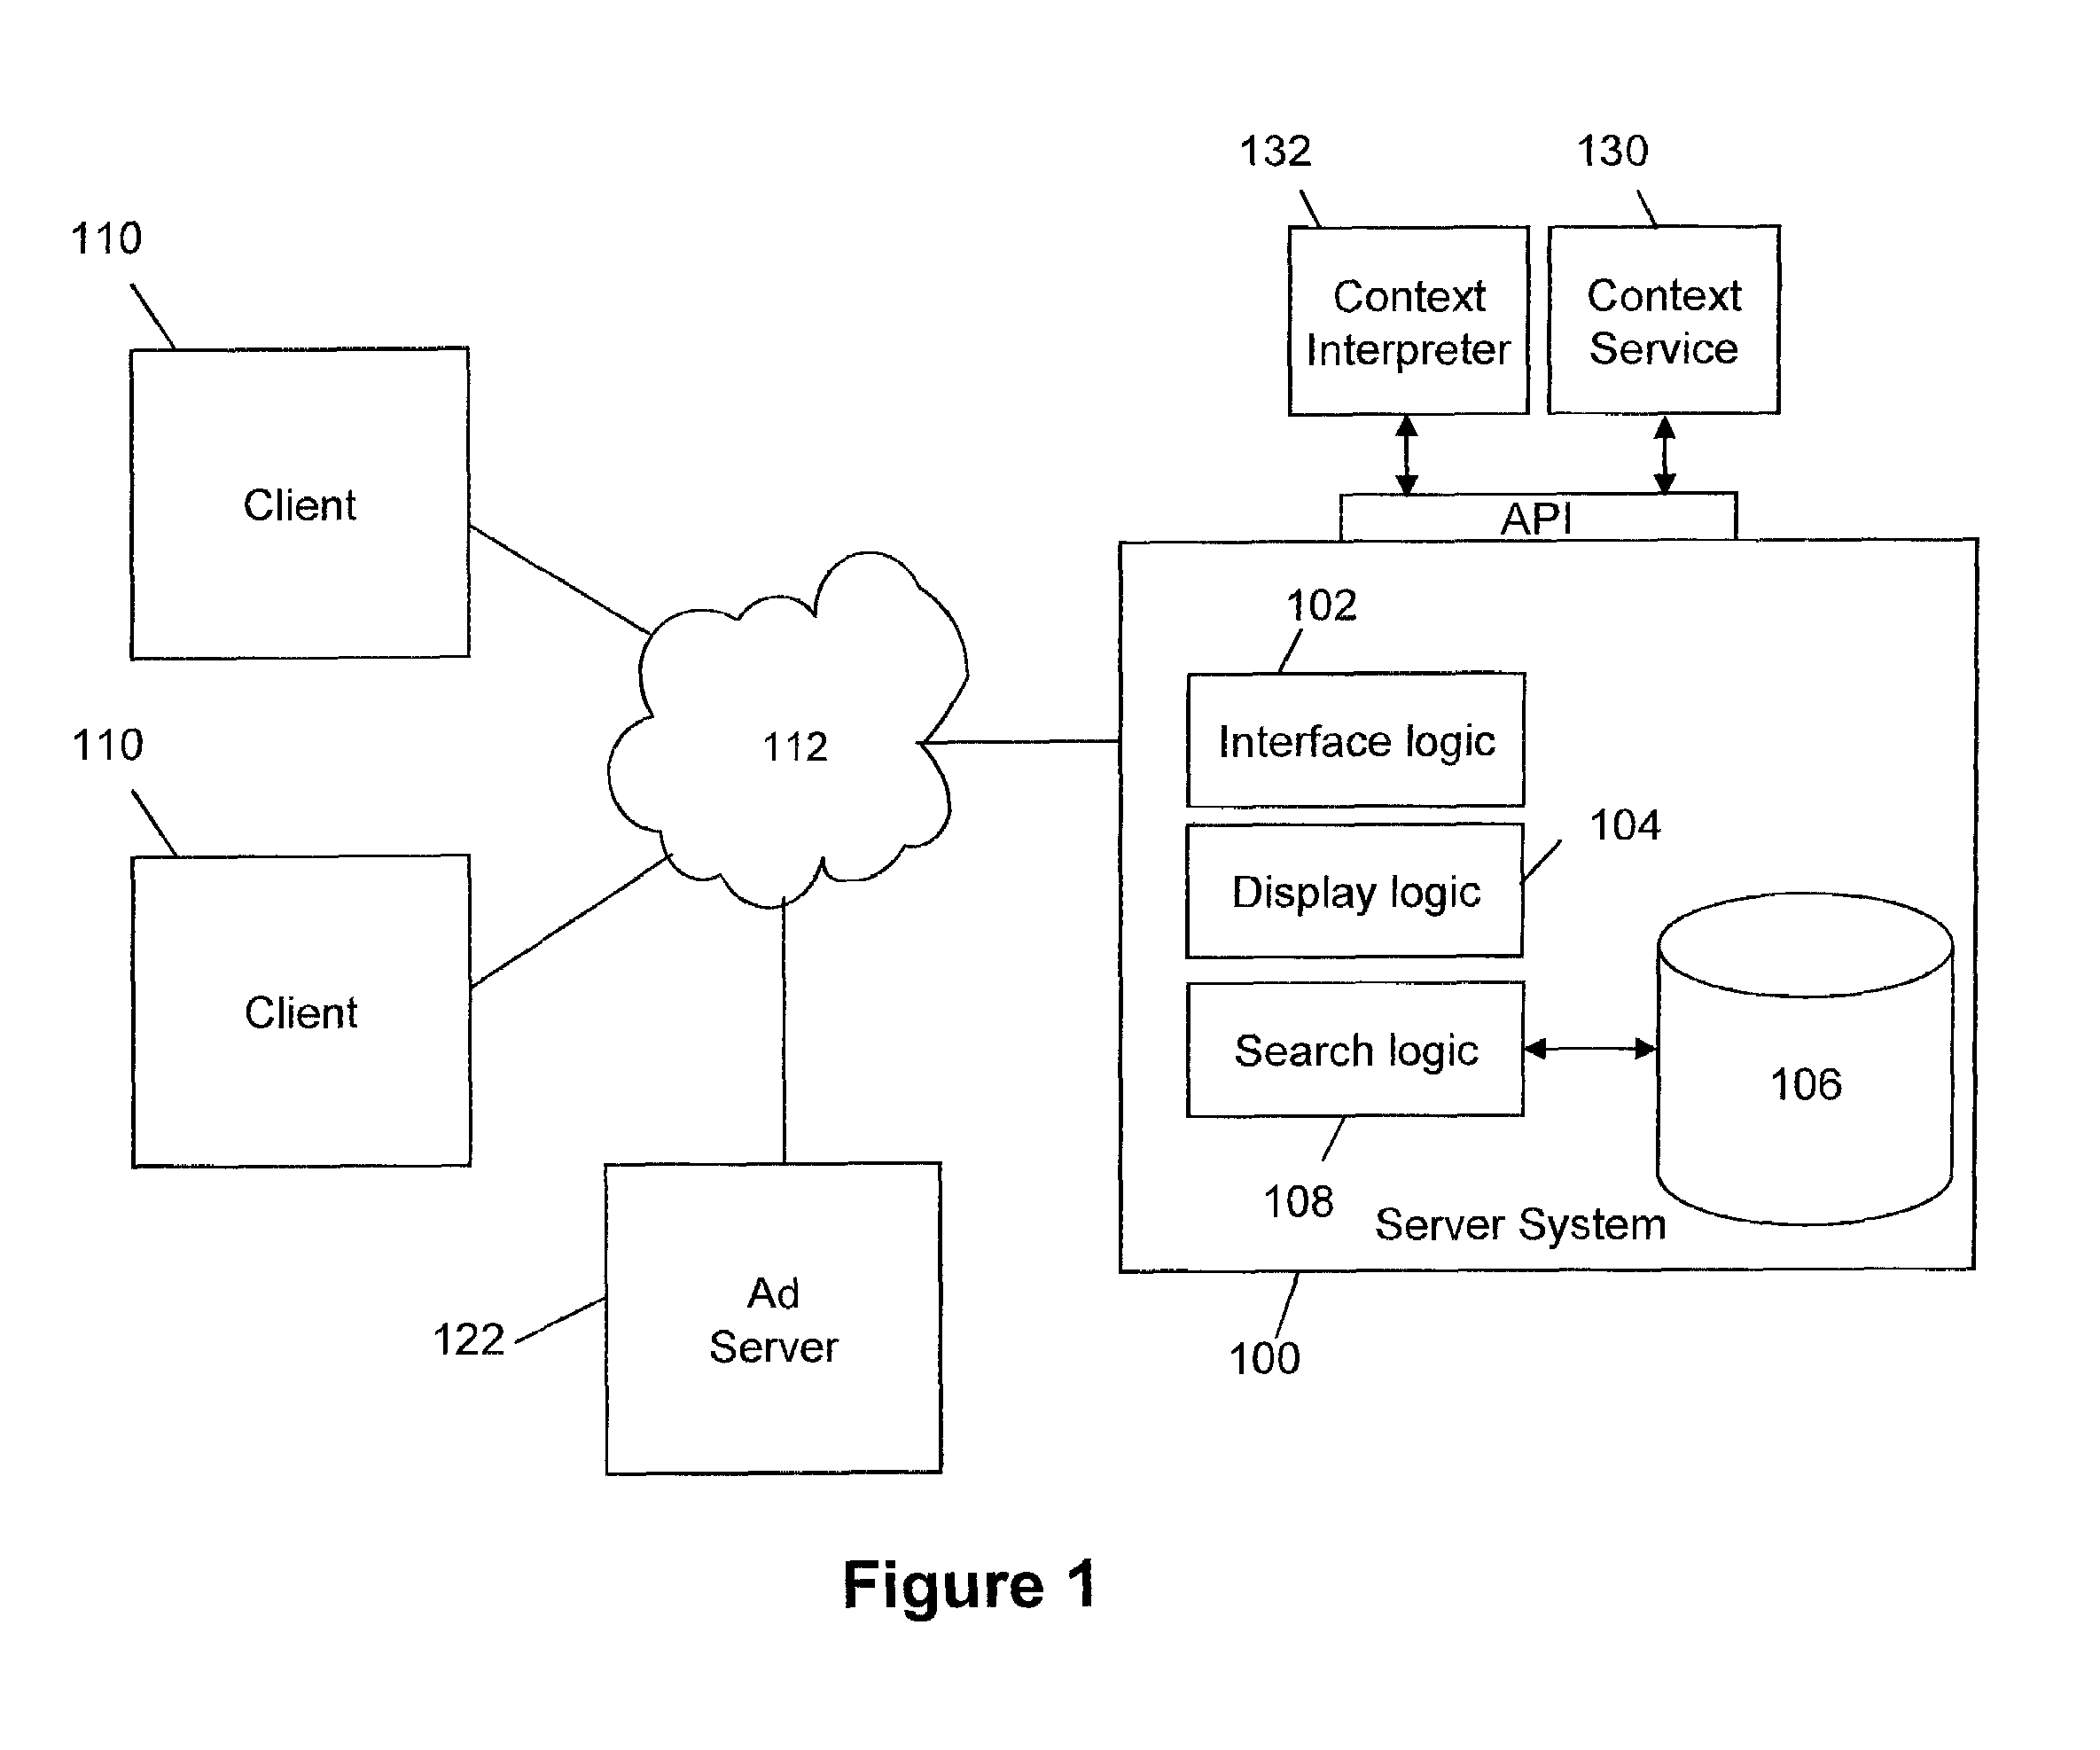 132
130
110
Context
Interpreter
Context
Service
Client
API
102
110
Interface logic
112
104
Display logic
Client
Search logic
106
108
Server System
Ad
Server
122
100
Figure 1